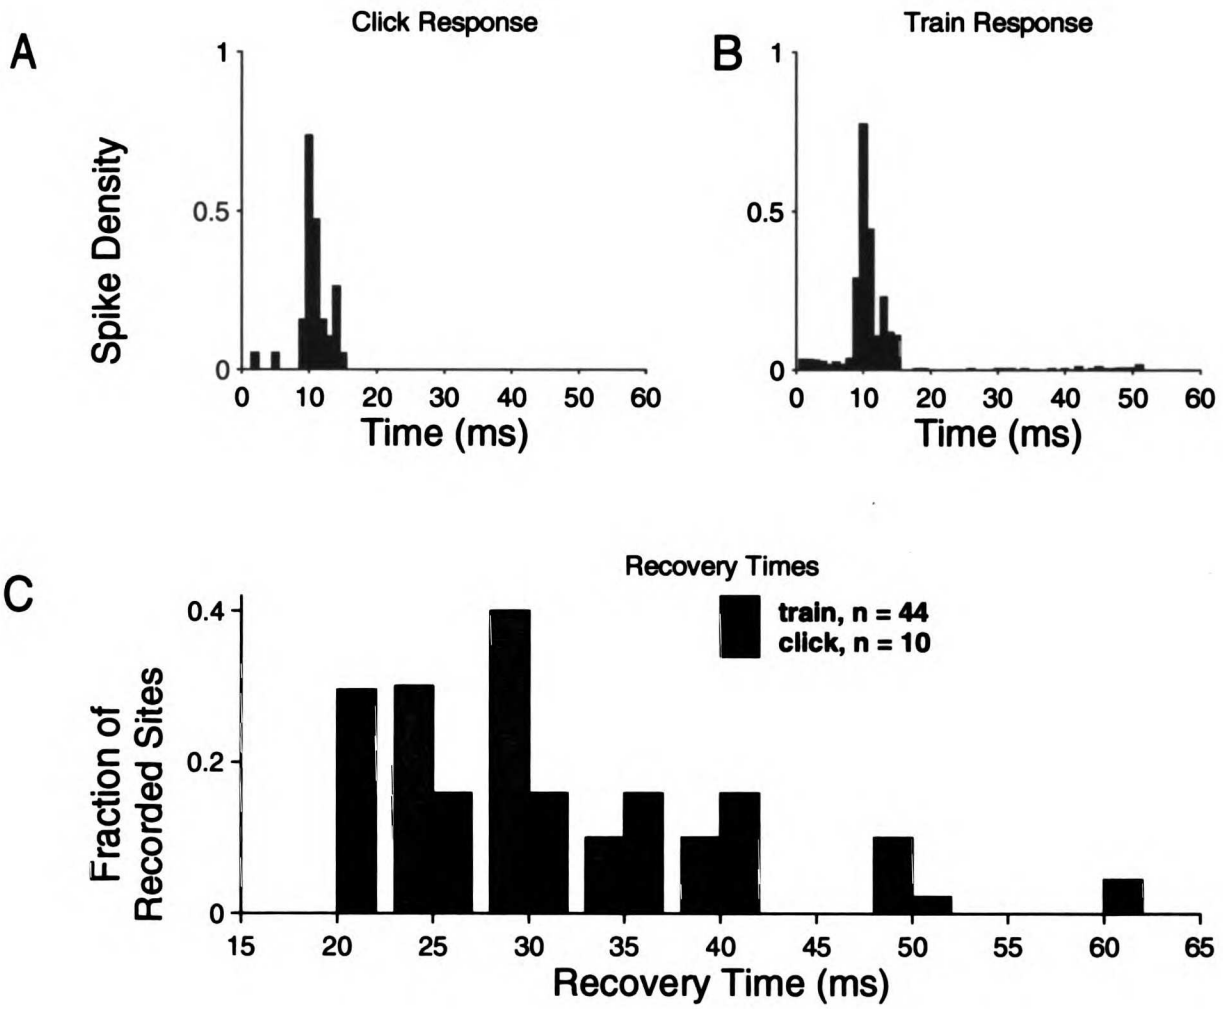 A
Click Response
Spike Density
1
0.5
0
0 10 20 30 40 50 60
Time (ms)
B
Train Response
1
0.5
0
0 10 20 30 40 50 60
Time (ms)
C
Recovery Times
train, n = 44
click, n = 10
Fraction of
Recorded Sites
0.4
0.2
0
15 20 25 30 35 40 45 50 55 60 65
Recovery Time (ms)